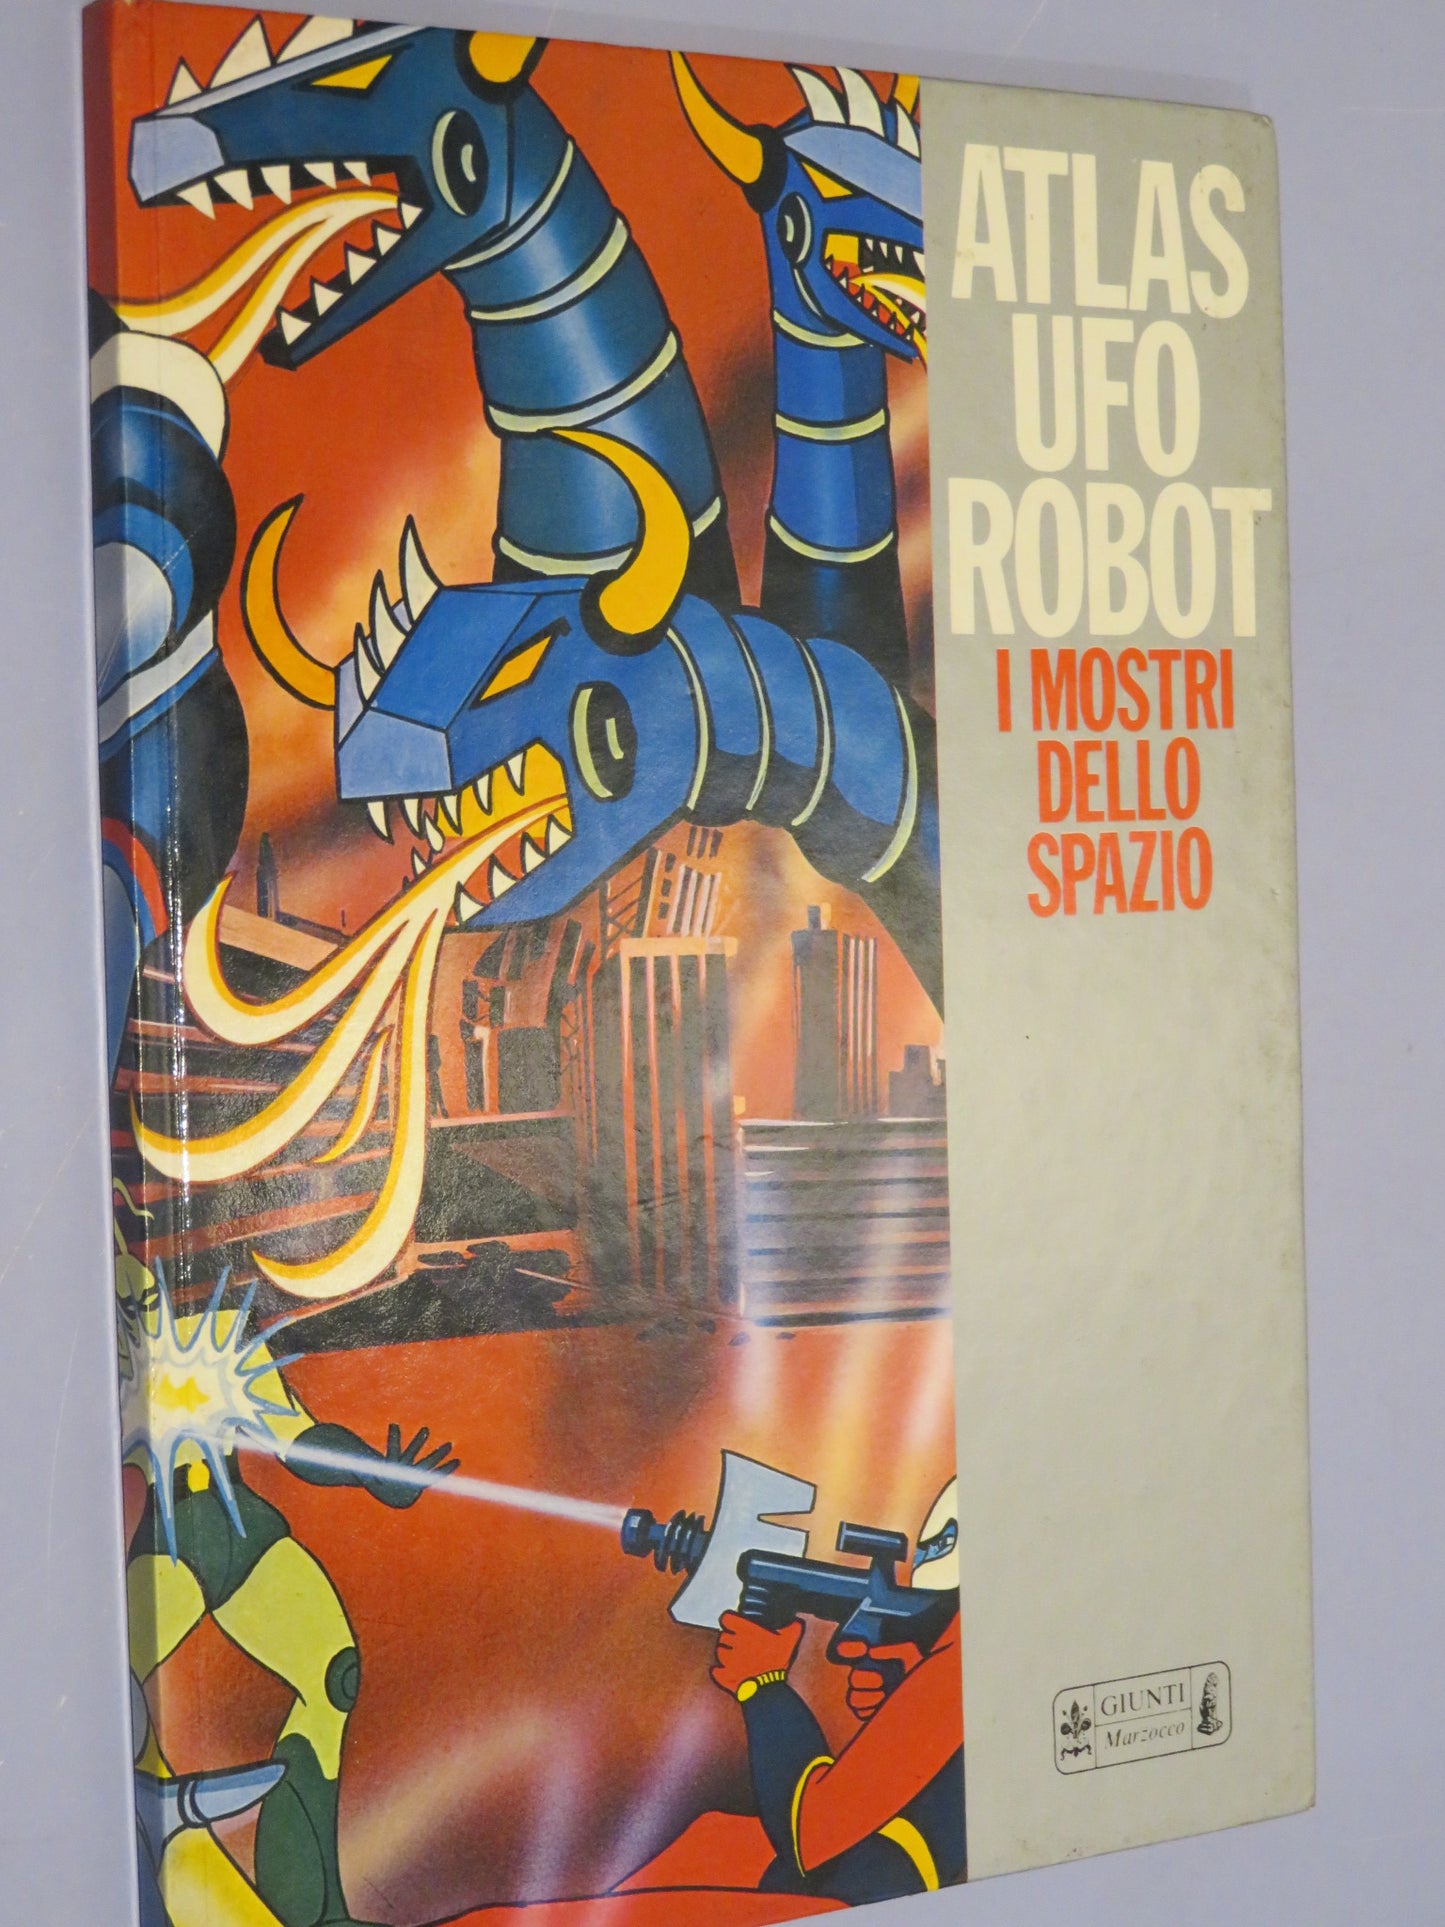 ATLAS
UFO
ROBOT
I MOSTRI
DELLO
SPAZIO
GIUNTI
Marzocco